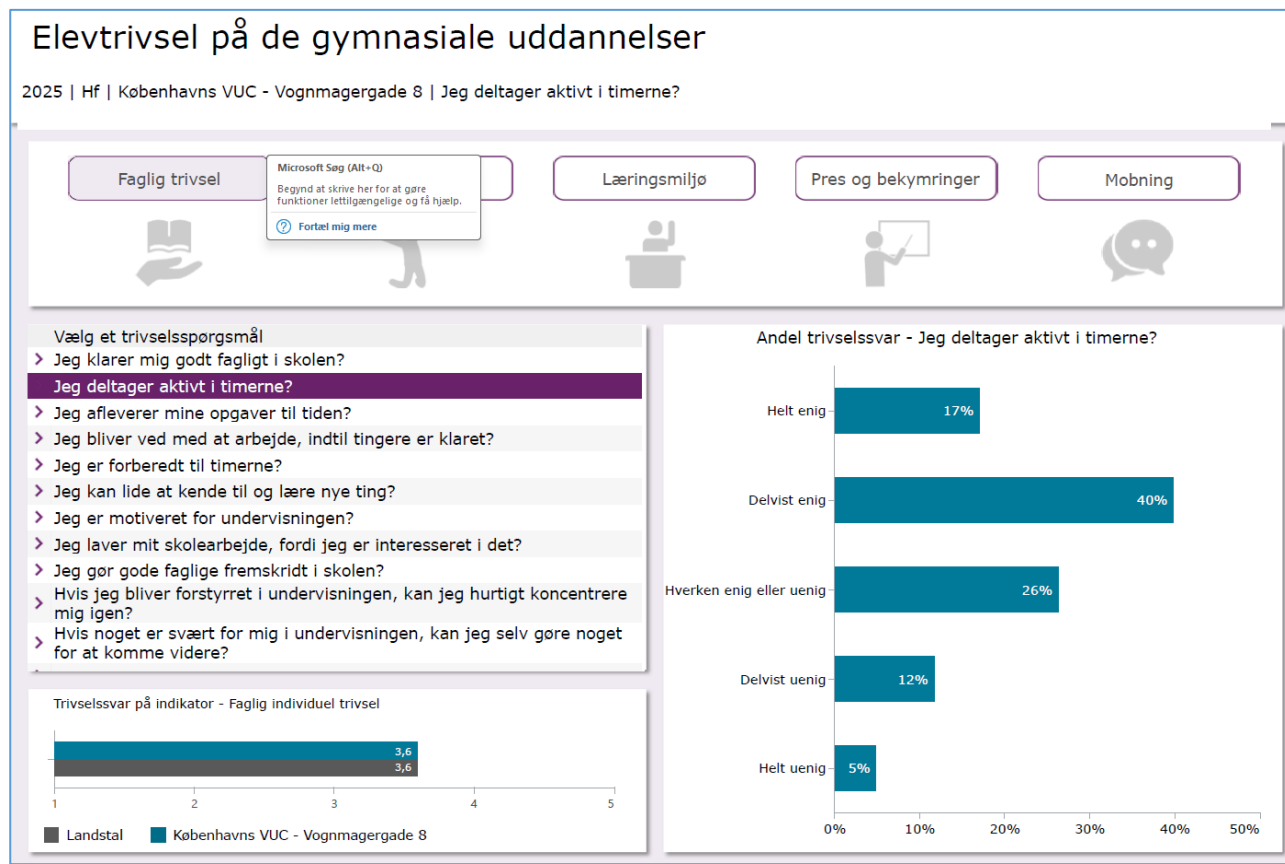 Elevtrivsel på de gymnasiale uddannelser
2025 | Hf | Københavns VUC - Vognmagergade 8 | Jeg deltager aktivt i timerne?
Faglig trivsel
Microsoft Søg (Alt+Q)
Begynd at skrive her for at gøre
funktioner lettilgængelige og få hjælp.
Fortæl mig mere
Læringsmiljø
Pres og bekymringer
Mobning
Vælg et trivselsspørgsmål
Jeg klarer mig godt fagligt i skolen?
Jeg deltager aktivt i timerne?
Jeg afleverer mine opgaver til tiden?
Jeg bliver ved med at arbejde, indtil tingere er klaret?
Jeg er forberedt til timerne?
Jeg kan lide at kende til og lære nye ting?
Jeg er motiveret for undervisningen?
Jeg laver mit skolearbejde, fordi jeg er interesseret i det?
Jeg gør gode faglige fremskridt i skolen?
Hvis jeg bliver forstyrret i undervisningen, kan jeg hurtigt koncentrere
mig igen?
Hvis noget er svært for mig i undervisningen, kan jeg selv gøre noget
for at komme videre?
Trivselssvar på indikator - Faglig individuel trivsel
3,6
3,6
1 2 3 4 5
Landstal Københavns VUC - Vognmagergade 8
Andel trivselssvar - Jeg deltager aktivt i timerne?
Helt enig 17%
Delvist enig 40%
Hverken enig eller uenig 26%
Delvist uenig 12%
Helt uenig 5%
0% 10% 20% 30% 40% 50%